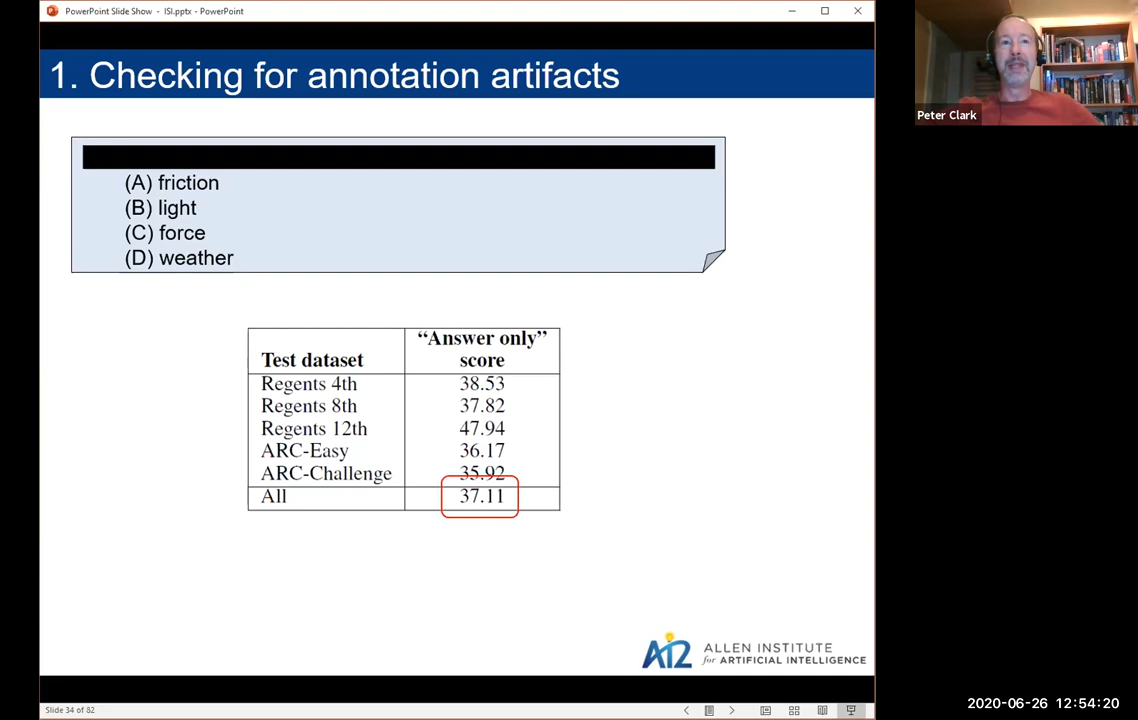 PowerPoint Slide Show - ISI.pptx - PowerPoint
1. Checking for annotation artifacts
(A) friction
(B) light
(C) force
(D) weather
Test dataset "Answer only" score
Regents 4th 38.53
Regents 8th 37.82
Regents 12th 47.94
ARC-Easy 36.17
ARC-Challenge 35.92
All 37.11
AI2 ALLEN INSTITUTE
for ARTIFICIAL INTELLIGENCE
Slide 34 of 82
Peter Clark
2020-06-26 12:54:20